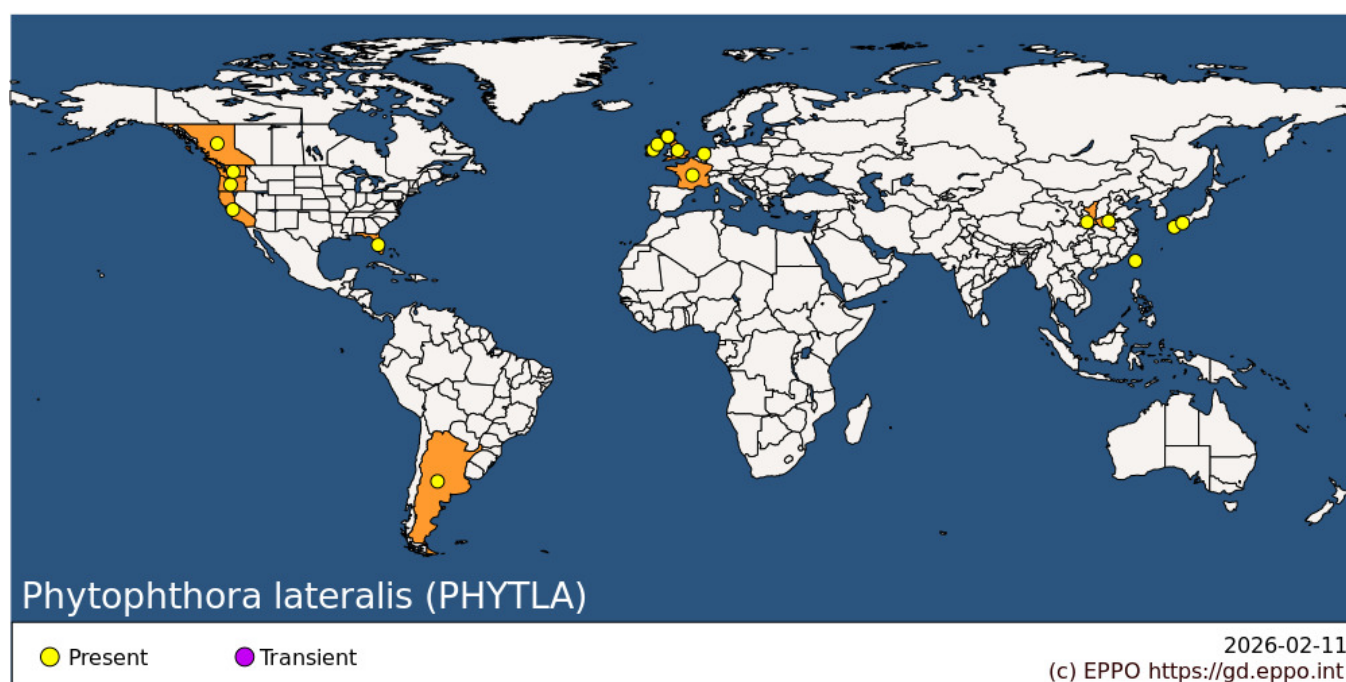 Phytophthora lateralis (PHYTLA)
Present
Transient
2026-02-11
(c) EPPO https://gd.eppo.int